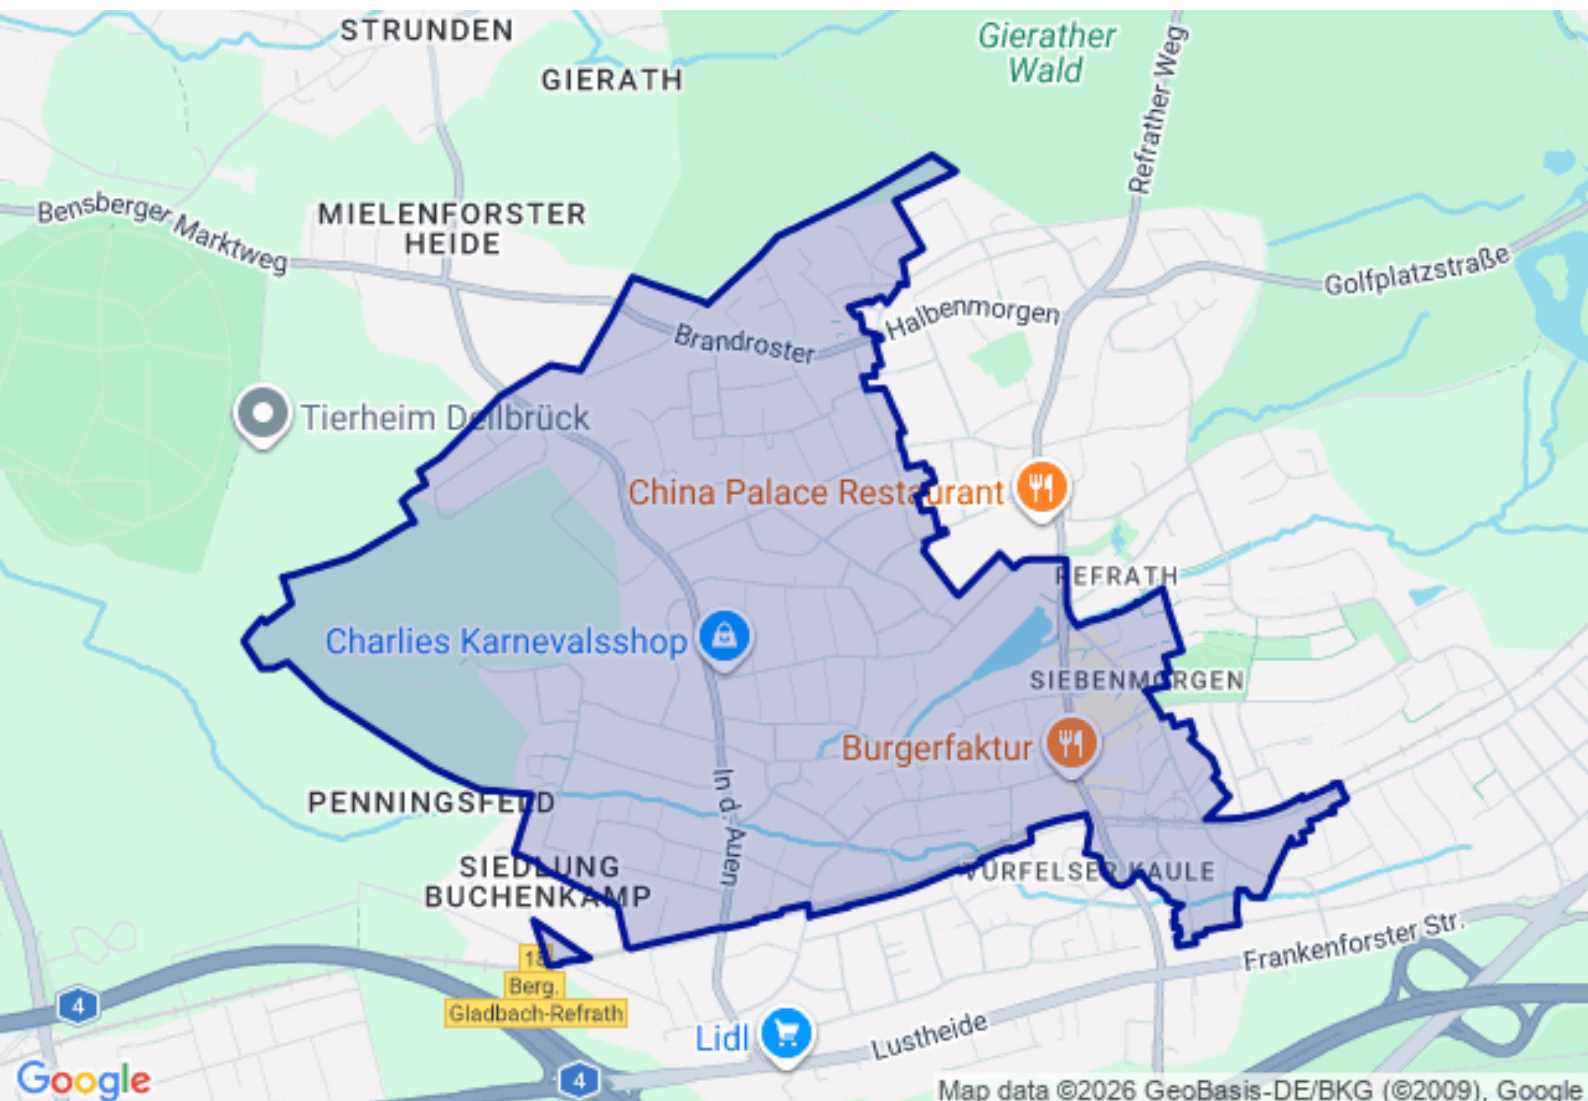 STRUNDEN
GIERATH
Gierather
Wald
Refrather Weg
Bensberger Marktweg
MIELENFORSTER
HEIDE
Golfplatzstraße
Halbenmorgen
Brandroster
Tierheim Dellbrück
China Palace Restaurant
REFRATH
Charlies Karnevalsshop
SIEBENMORGEN
Burgerfaktur
In d. Auen
PENNINGSFELD
SIEDLUNG
BUCHENKAMP
VÜRFELSER KAULE
Frankenforster Str.
18
Berg.
Gladbach-Refrath
4
Lidl
Lustheide
4
Google
Map data ©2026 GeoBasis-DE/BKG (©2009), Google